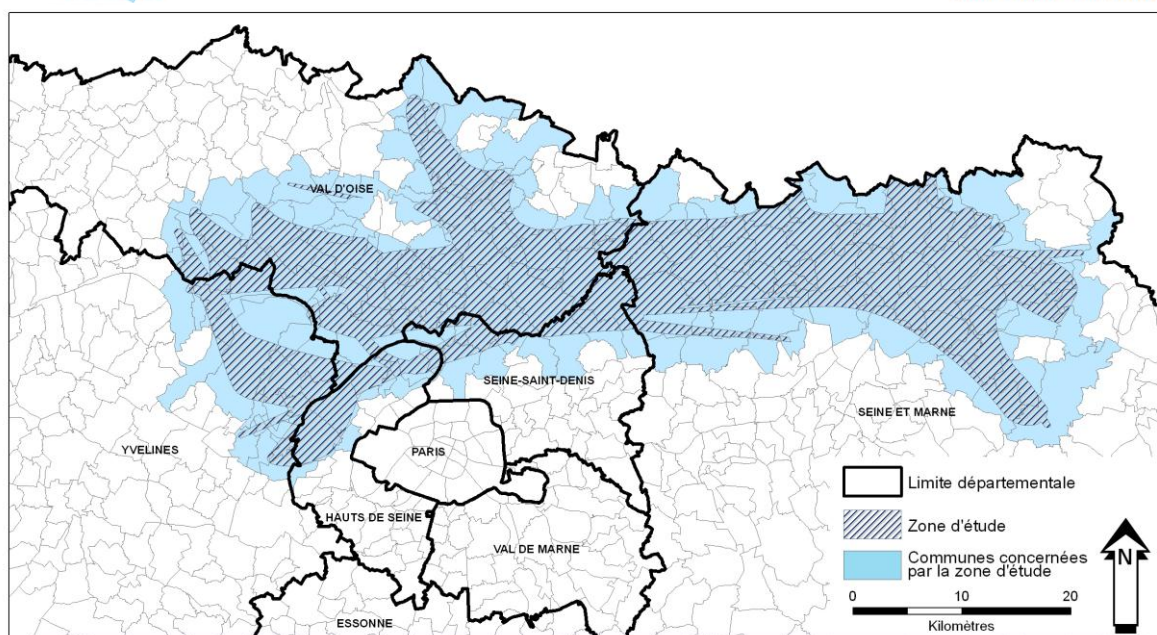 VAL D'OISE
SEINE-SAINT-DENIS
SEINE ET MARNE
YVELINES
PARIS
HAUTS DE SEINE
VAL DE MARNE
ESSONNE
Limite départementale
Zone d'étude
Communes concernées
par la zone d'étude
0 10 20
Kilomètres
N